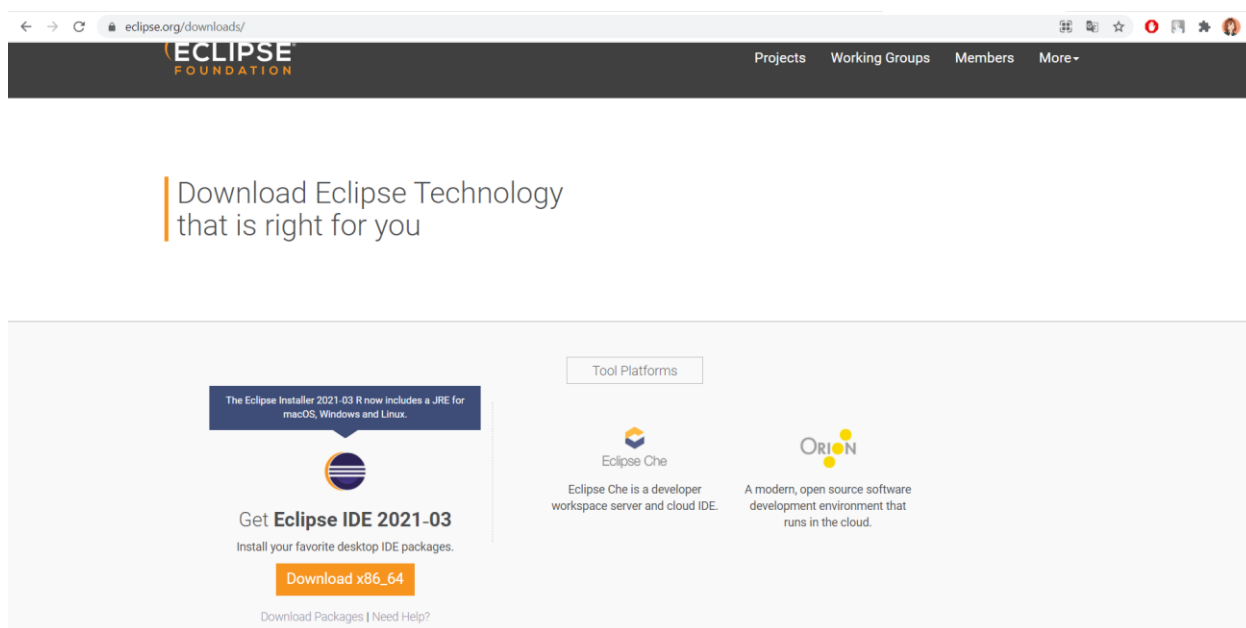 eclipse.org/downloads/
ECLIPSE®
FOUNDATION
Projects Working Groups Members More
Download Eclipse Technology
that is right for you
Tool Platforms
The Eclipse Installer 2021-03 R now includes a JRE for
macOS, Windows and Linux.
Get Eclipse IDE 2021-03
Install your favorite desktop IDE packages.
Download x86_64
Download Packages | Need Help?
Eclipse Che
Eclipse Che is a developer
workspace server and cloud IDE.
ORION
A modern, open source software
development environment that
runs in the cloud.